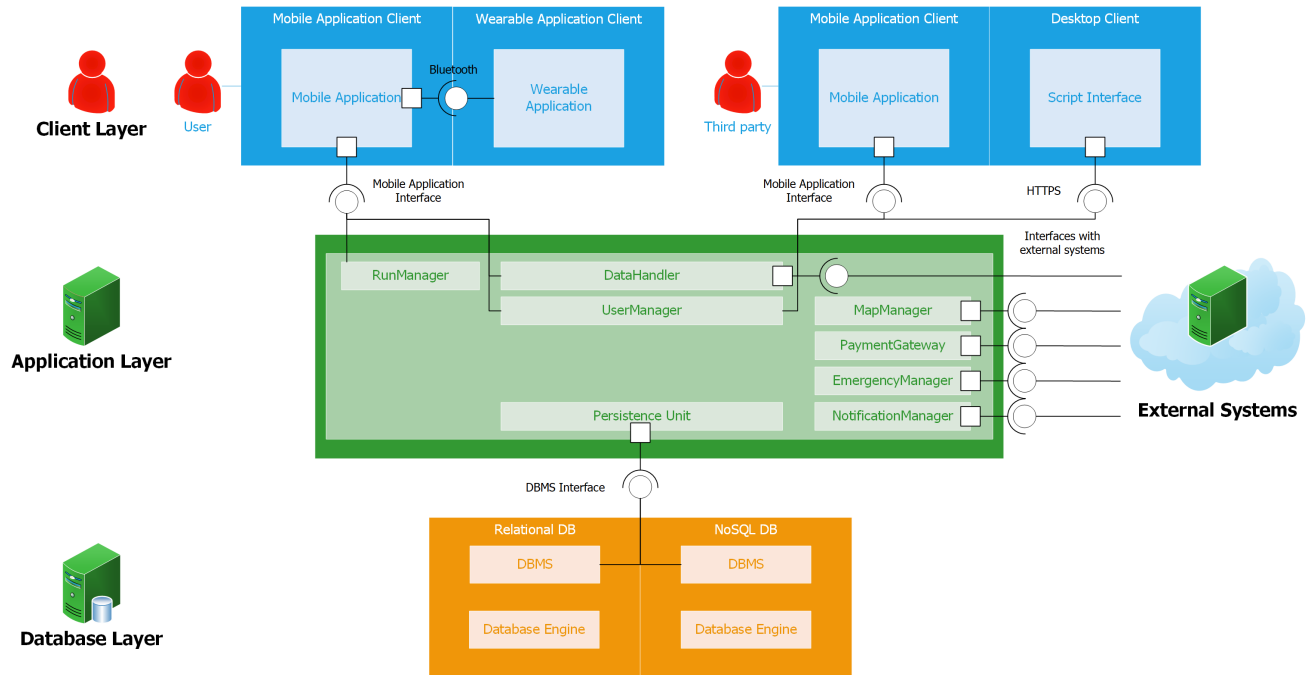 Mobile Application Client
Wearable Application Client
Mobile Application Client
Desktop Client
Bluetooth
Mobile Application
Wearable
Application
Mobile Application
Script Interface
Client Layer
User
Third party
Mobile Application
Interface
Mobile Application
Interface
HTTPS
Interfaces with
external systems
RunManager
DataHandler
UserManager
MapManager
PaymentGateway
EmergencyManager
NotificationManager
Persistence Unit
Application Layer
External Systems
DBMS Interface
Relational DB
NoSQL DB
DBMS
DBMS
Database Engine
Database Engine
Database Layer